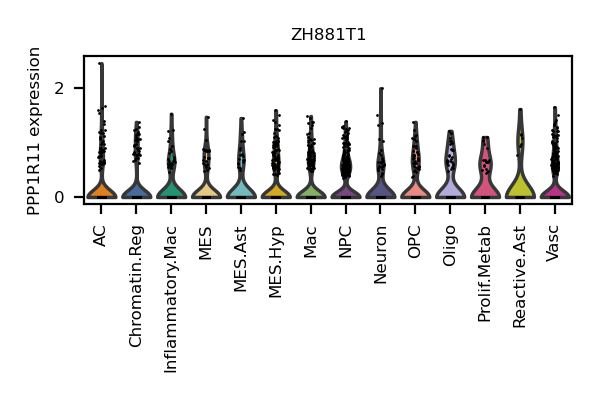 ZH881T1
PPP1R11 expression
2
0
AC
Chromatin.Reg
Inflammatory.Mac
MES
MES.Ast
MES.Hyp
Mac
NPC
Neuron
OPC
Oligo
Prolif.Metab
Reactive.Ast
Vasc